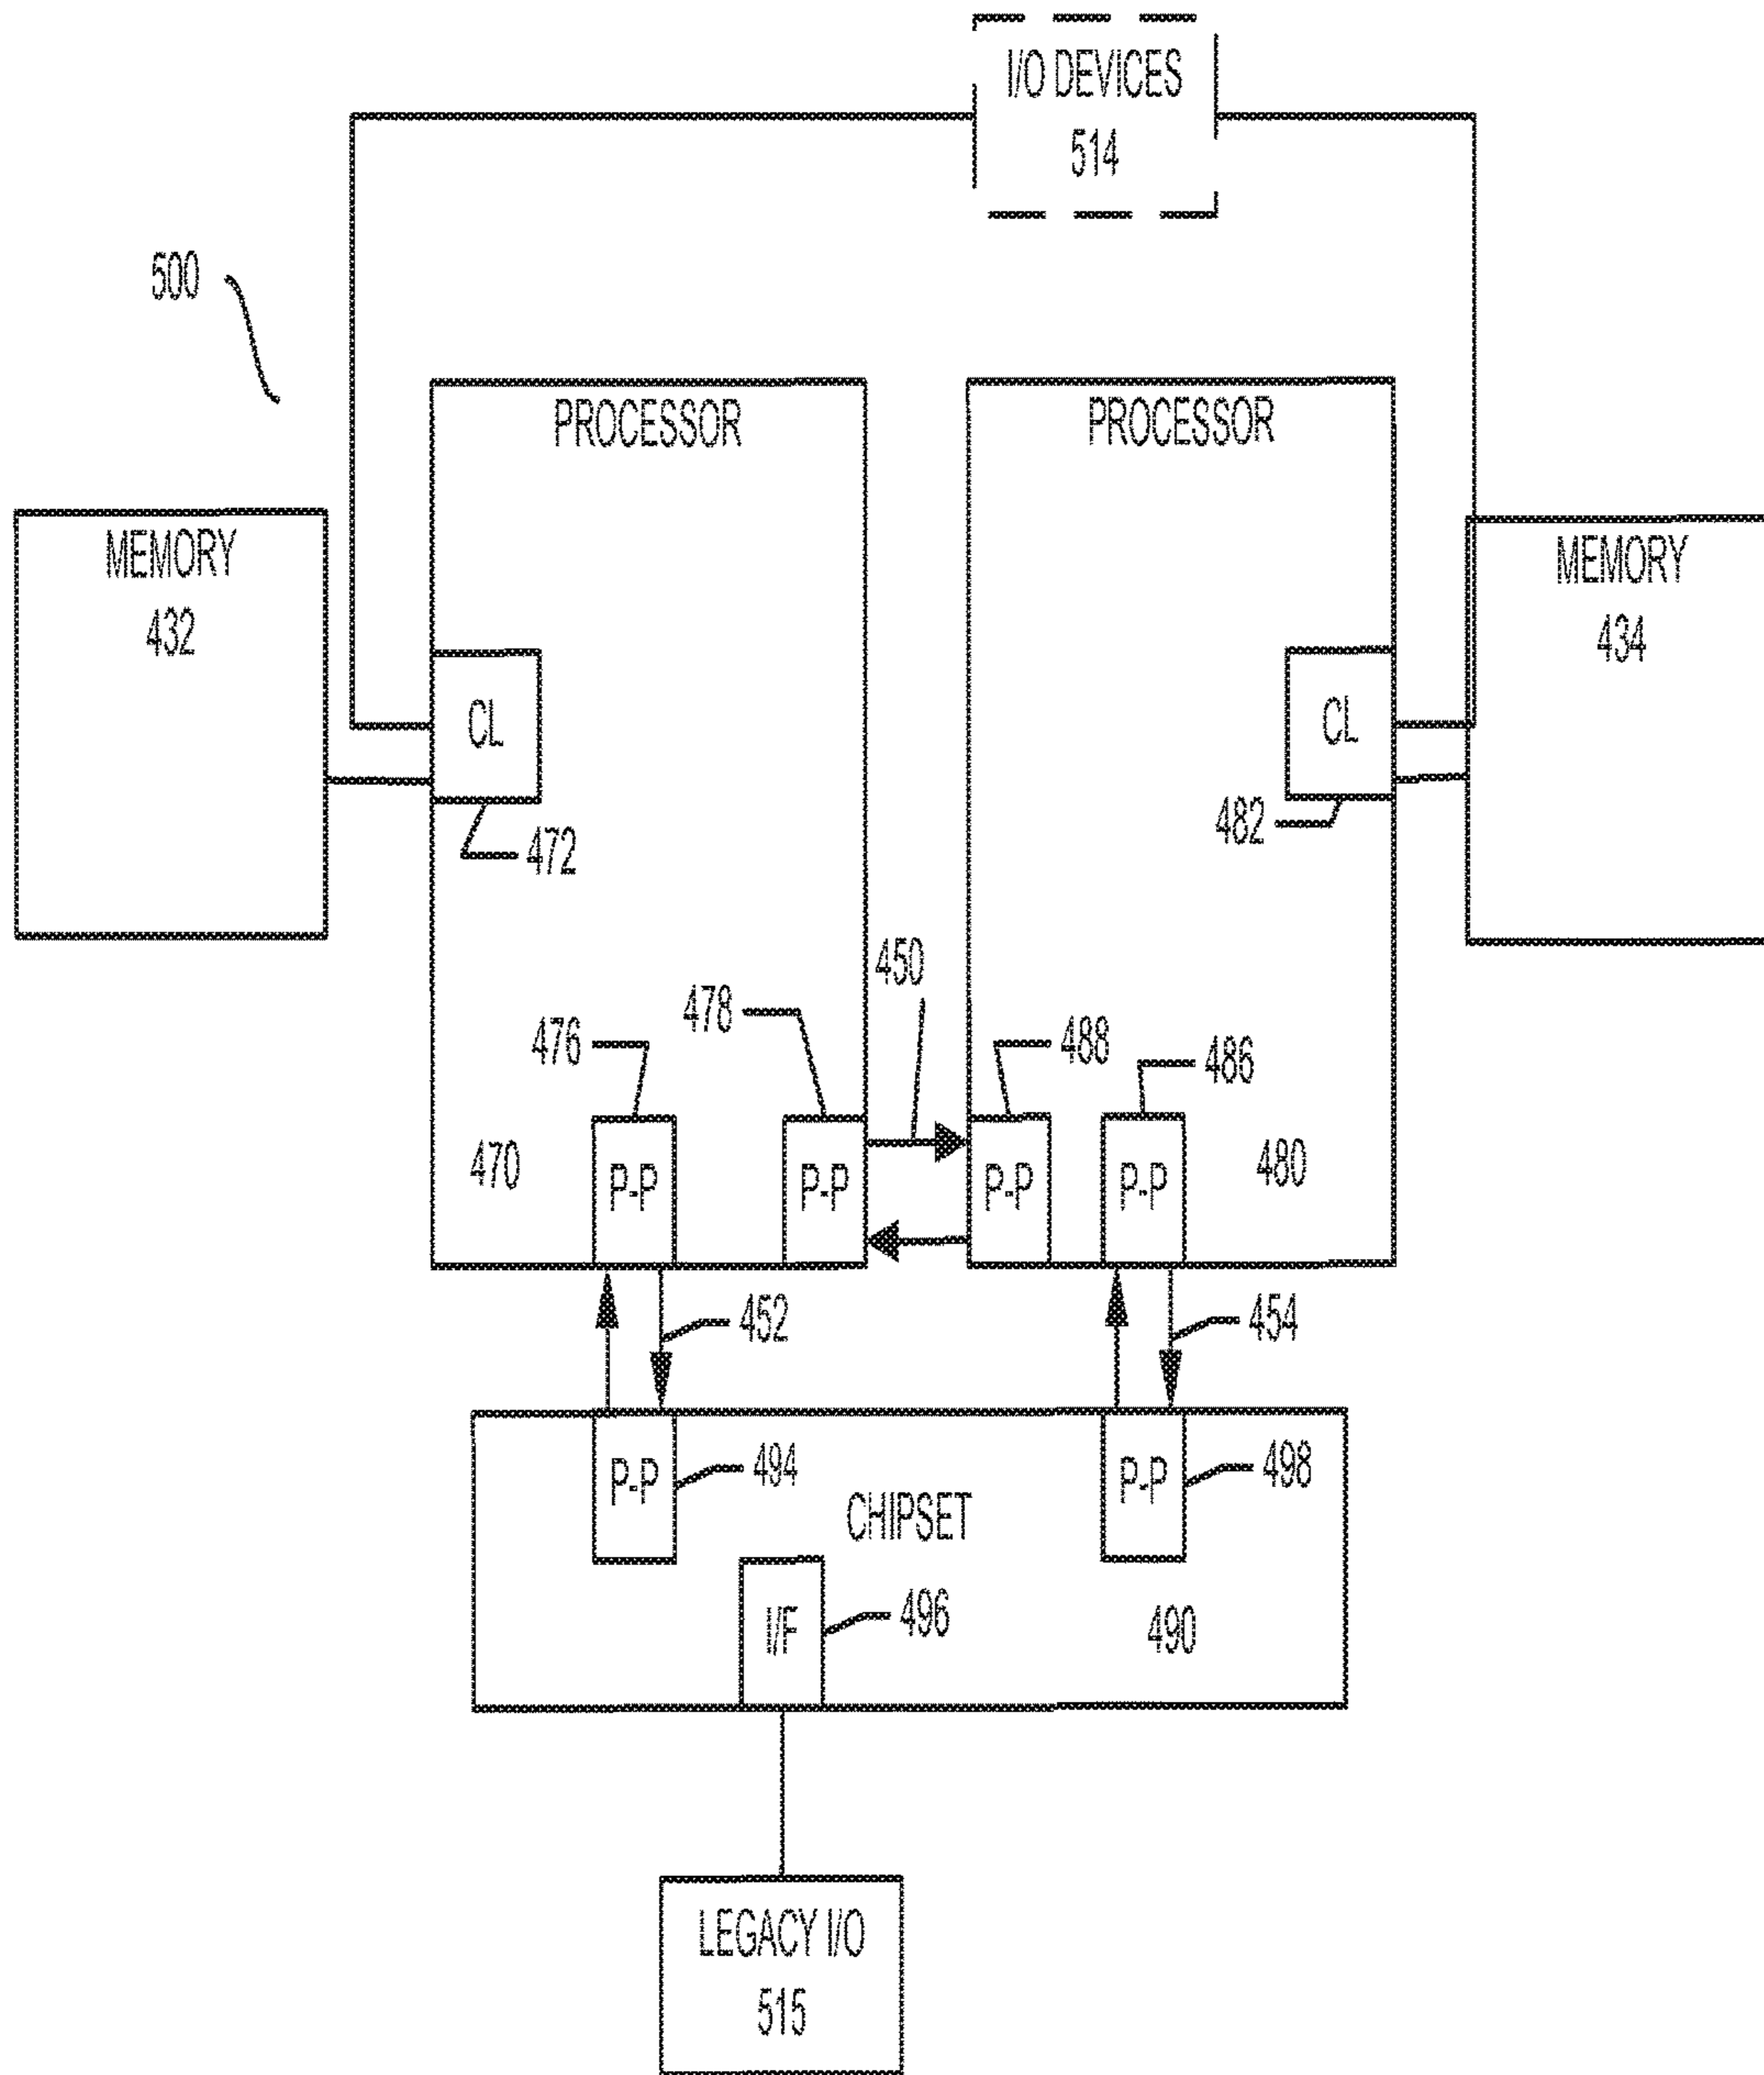 I/O DEVICES
514
500
PROCESSOR
PROCESSOR
MEMORY
432
MEMORY
434
CL
CL
472
482
450
478
476
488
486
470
P-P
P-P
P-P
P-P
480
452
454
P-P
494
P-P
498
CHIPSET
I/F
496
490
LEGACY I/O
515